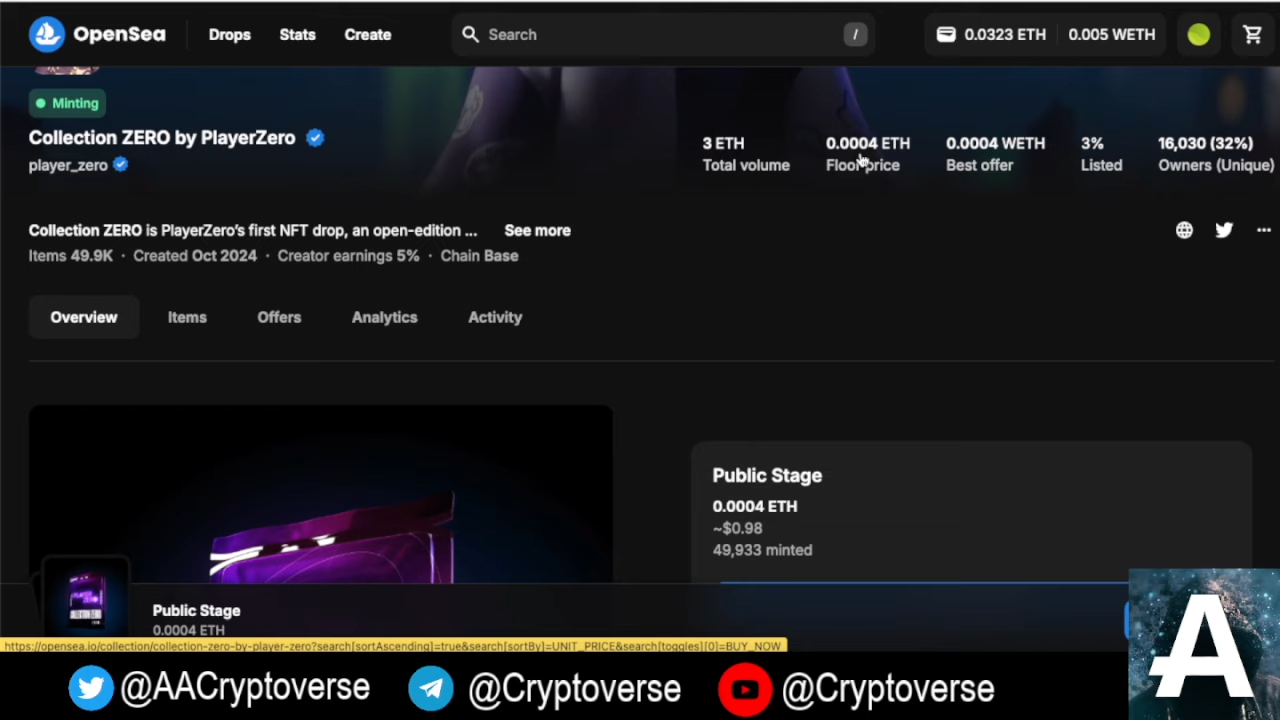 OpenSea Drops Stats Create Search / 0.0323 ETH 0.005 WETH
Minting
Collection ZERO by PlayerZero
player_zero
3 ETH 0.0004 ETH 0.0004 WETH 3% 16,030 (32%)
Total volume Floor price Best offer Listed Owners (Unique)
Collection ZERO is PlayerZero's first NFT drop, an open-edition ... See more
Items 49.9K · Created Oct 2024 · Creator earnings 5% · Chain Base
Overview Items Offers Analytics Activity
Public Stage
0.0004 ETH
~$0.98
49,933 minted
Public Stage
0.0004 ETH
https://opensea.io/collection/collection-zero-by-player-zero?search[sortAscending]=true&search[sortBy]=UNIT_PRICE&search[toggles][0]=BUY_NOW
@AACryptoverse @Cryptoverse @Cryptoverse
A